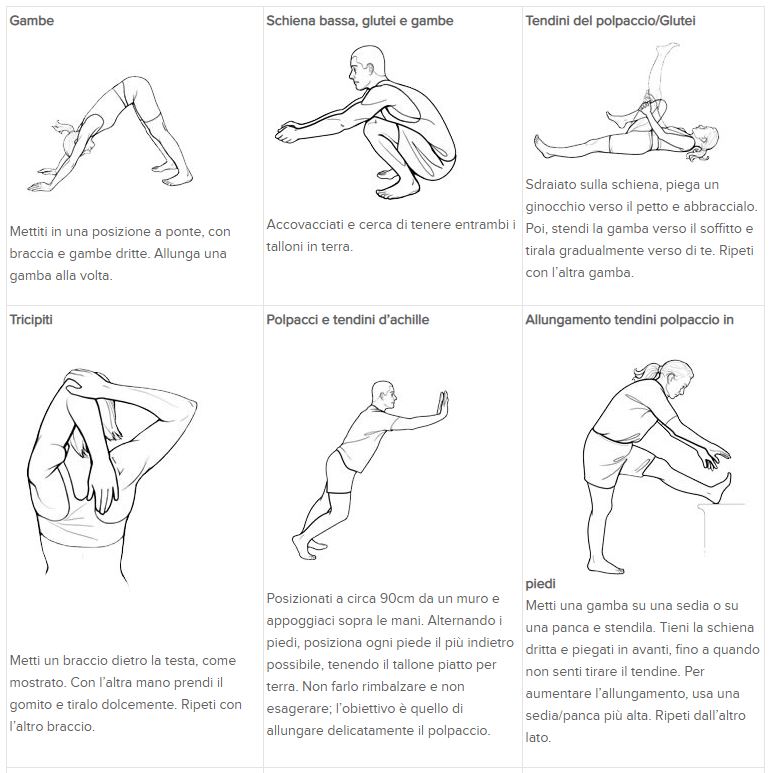 Gambe
Mettiti in una posizione a ponte, con
braccia e gambe dritte. Allunga una
gamba alla volta.
Schiena bassa, glutei e gambe
Accovacciati e cerca di tenere entrambi i
talloni in terra.
Tendini del polpaccio/Glutei
Sdraiato sulla schiena, piega un
ginocchio verso il petto e abbraccialo.
Poi, stendi la gamba verso il soffitto e
tirala gradualmente verso di te. Ripeti
con l’altra gamba.
Tricipiti
Metti un braccio dietro la testa, come
mostrato. Con l’altra mano prendi il
gomito e tiralo dolcemente. Ripeti con
l’altro braccio.
Polpacci e tendini d’achille
Posizionati a circa 90cm da un muro e
appoggiaci sopra le mani. Alternando i
piedi, posiziona ogni piede il più indietro
possibile, tenendo il tallone piatto per
terra. Non farlo rimbalzare e non
esagerare; l’obiettivo è quello di
allungare delicatamente il polpaccio.
Allungamento tendini polpaccio in
piedi
Metti una gamba su una sedia o su
una panca e stendila. Tieni la schiena
dritta e piegati in avanti, fino a quando
non senti tirare il tendine. Per
aumentare l’allungamento, usa una
sedia/panca più alta. Ripeti dall’altro
lato.